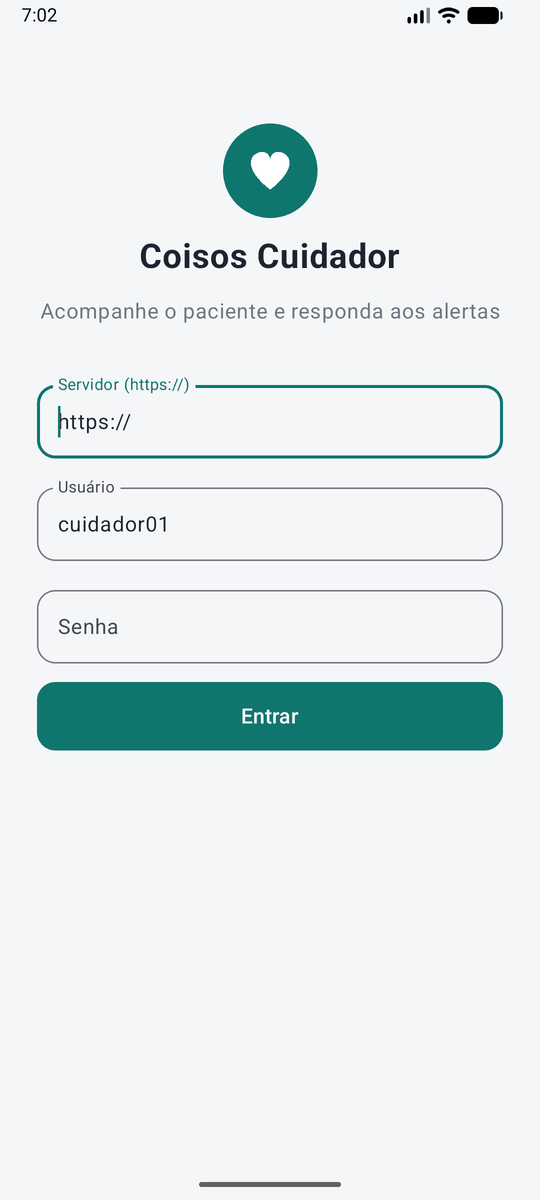 7:02
Coisos Cuidador
Acompanhe o paciente e responda aos alertas
Servidor (https://)
https://
Usuário
cuidador01
Senha
Entrar